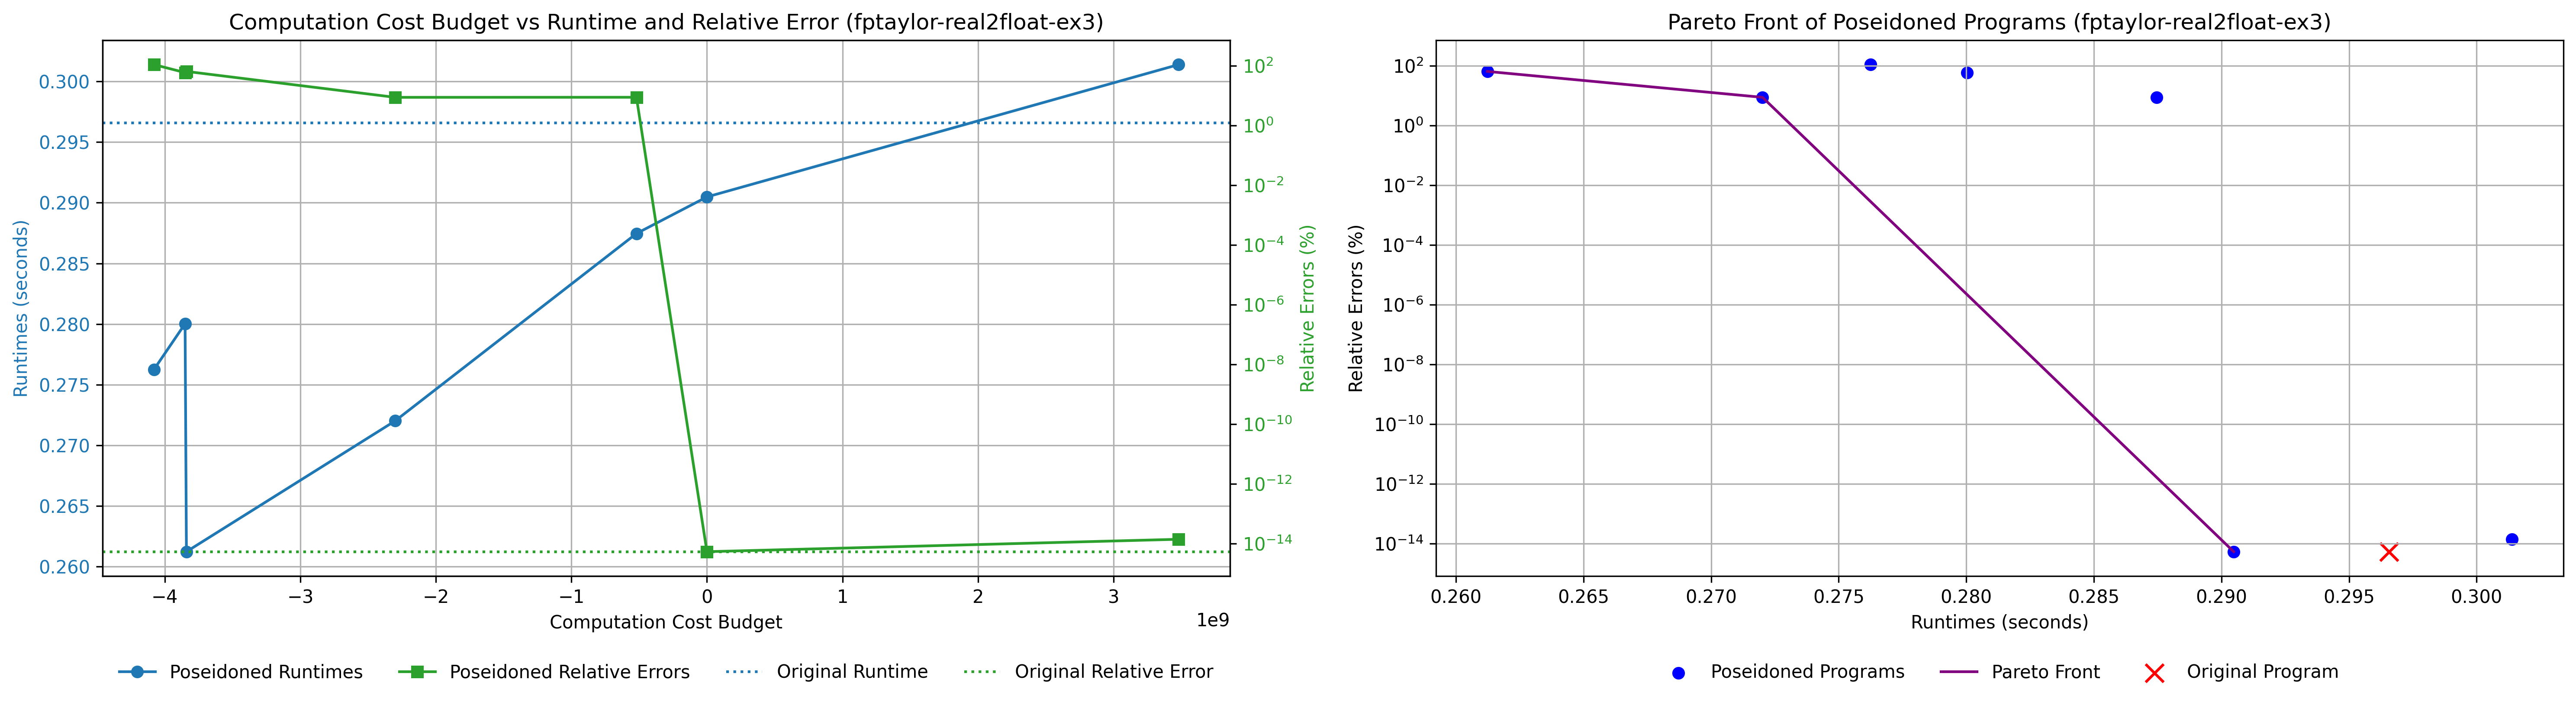 Computation Cost Budget vs Runtime and Relative Error (fptaylor-real2float-ex3)
0.300
0.295
0.290
0.285
0.280
0.275
0.270
0.265
0.260
Runtimes (seconds)
10^2
10^0
10^−2
10^−4
10^−6
10^−8
10^−10
10^−12
10^−14
Relative Errors (%)
−4 −3 −2 −1 0 1 2 3
1e9
Computation Cost Budget
Poseidoned Runtimes Poseidoned Relative Errors Original Runtime Original Relative Error
Pareto Front of Poseidoned Programs (fptaylor-real2float-ex3)
10^2
10^0
10^−2
10^−4
10^−6
10^−8
10^−10
10^−12
10^−14
Relative Errors (%)
0.260 0.265 0.270 0.275 0.280 0.285 0.290 0.295 0.300
Runtimes (seconds)
Poseidoned Programs Pareto Front Original Program